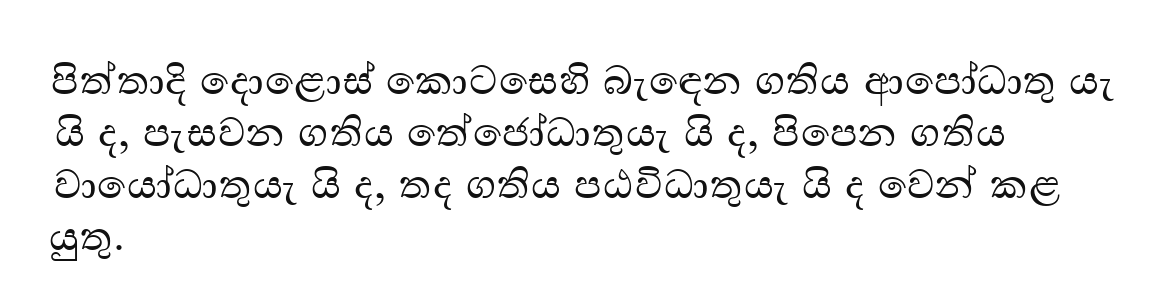 පිත්තාදි දොළොස් කොටසෙහි බැඳෙන ගතිය ආපෝධාතු යැ
යි ද, පැසවන ගතිය තේජෝධාතුයැ යි ද, පිපෙන ගතිය
වායෝධාතුයැ යි ද, තද ගතිය පඨවිධාතුයැ යි ද වෙන් කළ
යුතු.